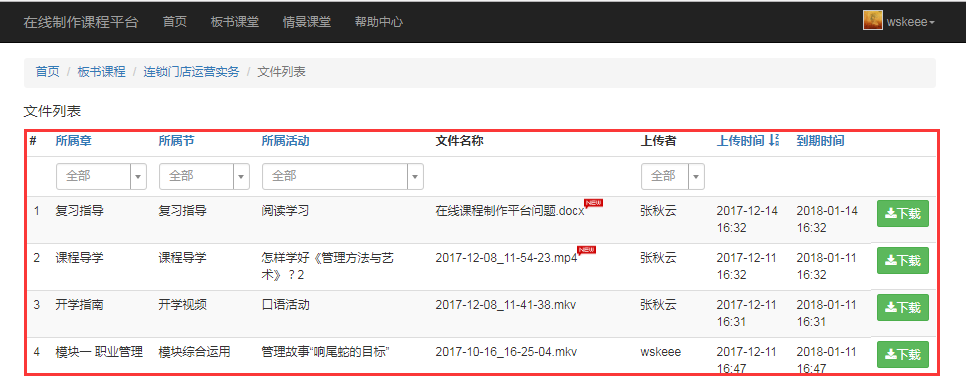 在线制作课程平台 首页 板书课堂 情景课堂 帮助中心 wskeee
首页 / 板书课程 / 连锁门店运营实务 / 文件列表
文件列表
# 所属章 所属节 所属活动 文件名称 上传者 上传时间 到期时间
全部 全部 全部 全部
1 复习指导 复习指导 阅读学习 在线课程制作平台问题.docx NEW 张秋云 2017-12-14 2018-01-14 下载
16:32 16:32
2 课程导学 课程导学 怎样学好《管理方法与艺 2017-12-08_11-54-23.mp4 NEW 张秋云 2017-12-11 2018-01-11 下载
术》？2 16:32 16:32
3 开学指南 开学视频 口语活动 2017-12-08_11-41-38.mkv 张秋云 2017-12-11 2018-01-11 下载
16:31 16:31
4 模块一 职业管理 模块综合运用 管理故事“响尾蛇的目标” 2017-10-16_16-25-04.mkv wskeee 2017-12-11 2018-01-11 下载
16:47 16:47